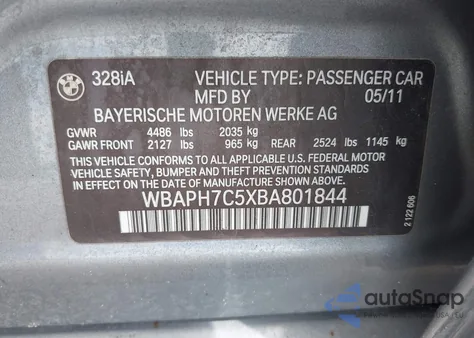 328iA VEHICLE TYPE: PASSENGER CAR
MFD BY 05/11
BAYERISCHE MOTOREN WERKE AG
GVWR 4486 lbs 2035 kg
GAWR FRONT 2127 lbs 965 kg REAR 2524 lbs 1145 kg
THIS VEHICLE CONFORMS TO ALL APPLICABLE U.S. FEDERAL MOTOR
VEHICLE SAFETY, BUMPER, AND THEFT PREVENTION STANDARDS
IN EFFECT ON THE DATE OF MANUFACTURE SHOWN ABOVE.
WBAPH7C5XBA801844
2 122 606
autoSnap